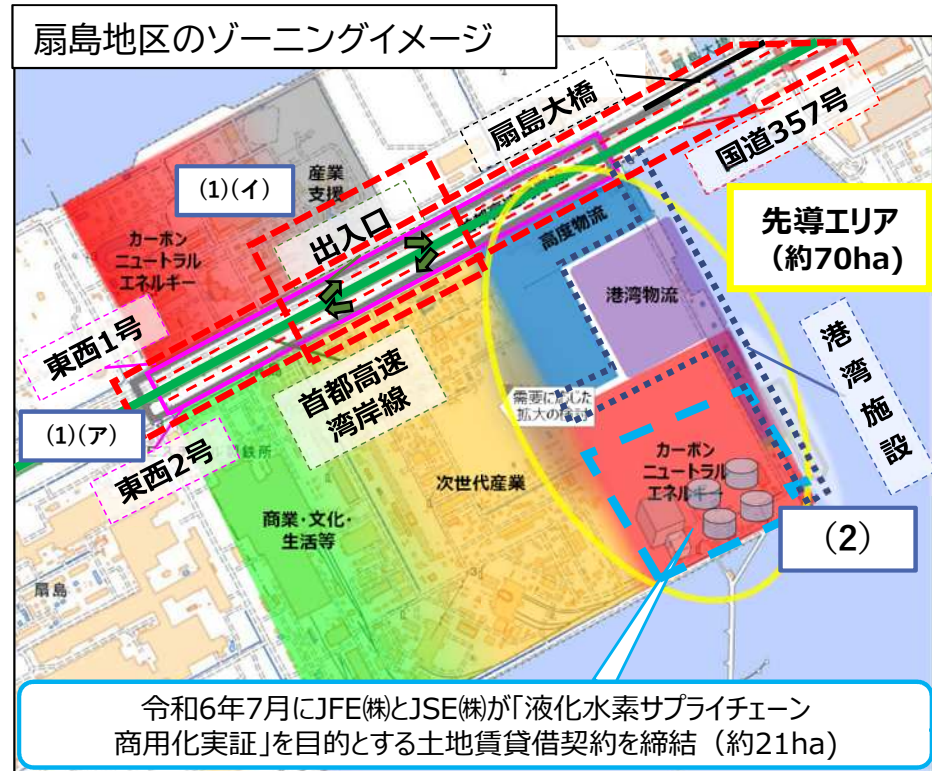 扇島地区のゾーニングイメージ
扇島大橋
国道357号
(1)(イ)
産業
支援
出入口
高度物流
先導エリア
（約70ha)
カーボン
ニュートラル
エネルギー
港湾物流
東西1号
首都高速
湾岸線
港湾施設
需要に応じた
拡大の検討
(1)(ア)
東西2号
鉄所
次世代産業
カーボン
ニュートラル
エネルギー
商業・文化・
生活等
（2）
扇島
令和6年7月にJFE㈱とJSE㈱が「液化水素サプライチェーン
商用化実証」を目的とする土地賃貸借契約を締結（約21ha)